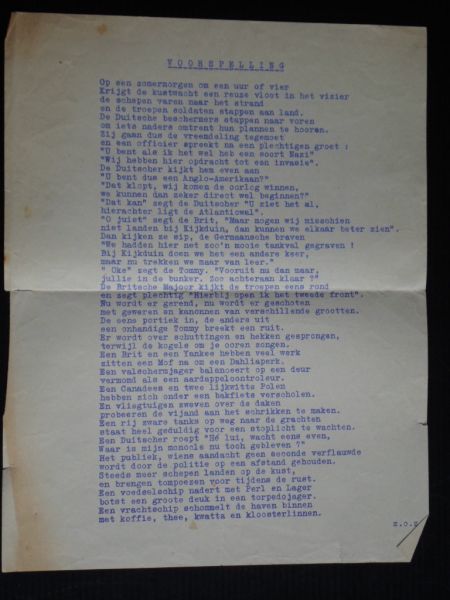 VOORSPELLING
Op een zomermorgen om een uur of vier
Krijgt de kustwacht een reuze vloot in het vizier
de schepen varen naar het strand
en de troepen soldaten stappen aan land.
De Duitsche beschermers stappen naar voren
om iets naders omtrent hun plannen te hooren.
Zij gaan dus de vreemdeling tegemoet
en een officier spreekt na een plechtigen groet :
"U bent als ik het wel heb een soort Nazi"
"Wij hebben hier opdracht tot een invasie".
De Duitscher kijkt hem even aan
"U bent dus een Anglo-Amerikaan?"
"Dat klopt, wij komen de oorlog winnen,
we kunnen dan zeker direct wel beginnen?"
"Dat kan" zegt de Duitscher "U ziet het al,
hierachter ligt de Atlanticwal".
"O juist" zegt de Brit, "Maar mogen wij misschien
niet landen bij Kijkduin, dan kunnen we elkaar beter zien".
Dan kijken ze sip, de Germaansche braven
"We hadden hier net zoo'n mooie tankval gegraven !
Bij Kijkduin doen we het een andere keer,
maar nu trekken we maar van leer."
" Oke" zegt de Tommy. "Vooruit nu dan maar,
jullie in de bunker. Zoo achteraan klaar ?"
De Britsche Majoor kijkt de troepen eens rond
en zegt plechtig "Hierbij open ik het tweede front".
Nu wordt er gerend, nu wordt er geschoten
met geweren en kanonnen van verschillende grootten.
De eene portiek in, de andere uit
een onhandige Tommy breekt een ruit.
Er wordt over schuttingen en hekken gesprongen,
terwijl de kogels om je ooren zongen.
Een Brit en een Yankee hebben veel werk
zitten een Mof na om een Dahliaperk.
Een valschermjager balanceert op een deur
vermomd als een aardappelcontroleur.
Een Canadees en twee lijkwitte Polen
hebben zich onder een bakfiets verscholen.
En vliegtuigen zweven over de daken
probeeren de vijand aan het schrikken te maken.
Een rij zware tanks op weg naar de grachten
staat heel geduldig voor een stoplicht te wachten.
Een Duitscher roept "Hé lui, wacht eens even,
Waar is mijn monocle nu toch gebleven ?"
Het publiek, wiens aandacht geen seconde verflauwde
wordt door de politie op een afstand gehouden.
Steeds meer schepen landen op de kust,
en brengen tompoezen voor tijdens de rust.
Een voedselschip nadert met Perl en Lager
botst een groote deuk in een torpedojager.
Een vrachtschip schommelt de haven binnen
met koffie, thee, kwatta en kloosterlinnen.
z.o.z